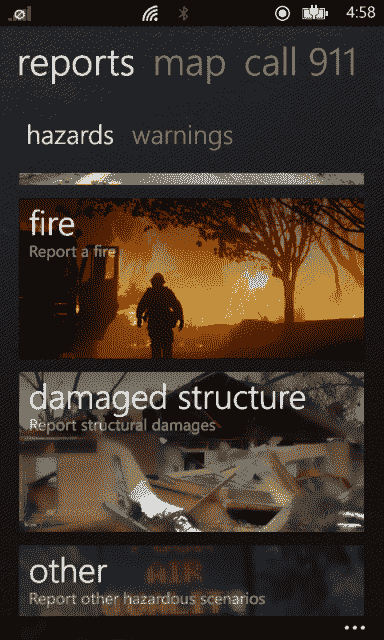 4:58
reports map call 911
hazards warnings
fire
Report a fire
damaged structure
Report structural damages
other
Report other hazardous scenarios